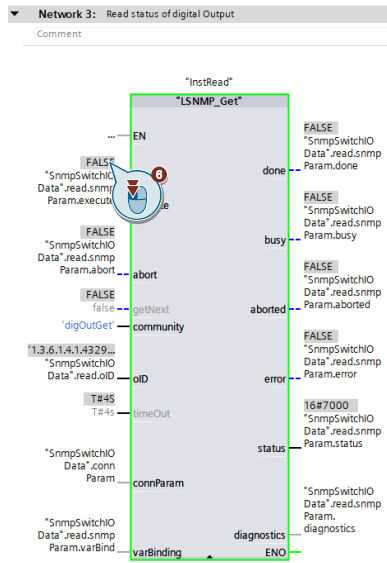 Network 3: Read status of digital Output
Comment
"InstRead"
"LSNMP_Get"
... EN
FALSE
"SnmpSwitchIO
Data".read.snmp
Param.execute
6
FALSE
"SnmpSwitchIO
Data".read.snmp
Param.abort
abort
FALSE
false
getNext
'digOutGet'
community
'1.3.6.1.4.1.4329...
"SnmpSwitchIO
Data".read.oID
oID
T#4S
T#4s
timeOut
"SnmpSwitchIO
Data".conn
Param
connParam
"SnmpSwitchIO
Data".read.snmp
Param.varBind
varBinding
FALSE
"SnmpSwitchIO
Data".read.snmp
Param.done
done
FALSE
"SnmpSwitchIO
Data".read.snmp
Param.busy
busy
FALSE
"SnmpSwitchIO
Data".read.snmp
Param.aborted
aborted
FALSE
"SnmpSwitchIO
Data".read.snmp
Param.error
error
16#7000
"SnmpSwitchIO
Data".read.snmp
Param.status
status
"SnmpSwitchIO
Data".read.snmp
Param.
diagnostics
diagnostics
ENO